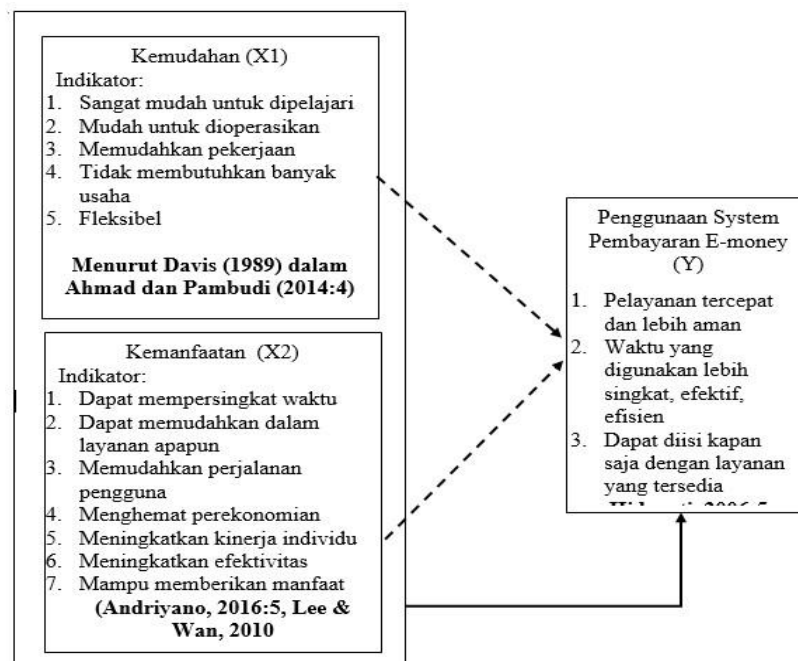 Kemudahan (X1)
Indikator:
1. Sangat mudah untuk dipelajari
2. Mudah untuk dioperasikan
3. Memudahkan pekerjaan
4. Tidak membutuhkan banyak
usaha
5. Fleksibel
Menurut Davis (1989) dalam
Ahmad dan Pambudi (2014:4)
Kemanfaatan (X2)
Indikator:
1. Dapat mempersingkat waktu
2. Dapat memudahkan dalam
layanan apapun
3. Memudahkan perjalanan
pengguna
4. Menghemat perekonomian
5. Meningkatkan kinerja individu
6. Meningkatkan efektivitas
7. Mampu memberikan manfaat
(Andriyano, 2016:5, Lee &
Wan, 2010
Penggunaan System
Pembayaran E-money
(Y)
1. Pelayanan tercepat
dan lebih aman
2. Waktu yang
digunakan lebih
singkat, efektif,
efisien
3. Dapat diisi kapan
saja dengan layanan
yang tersedia